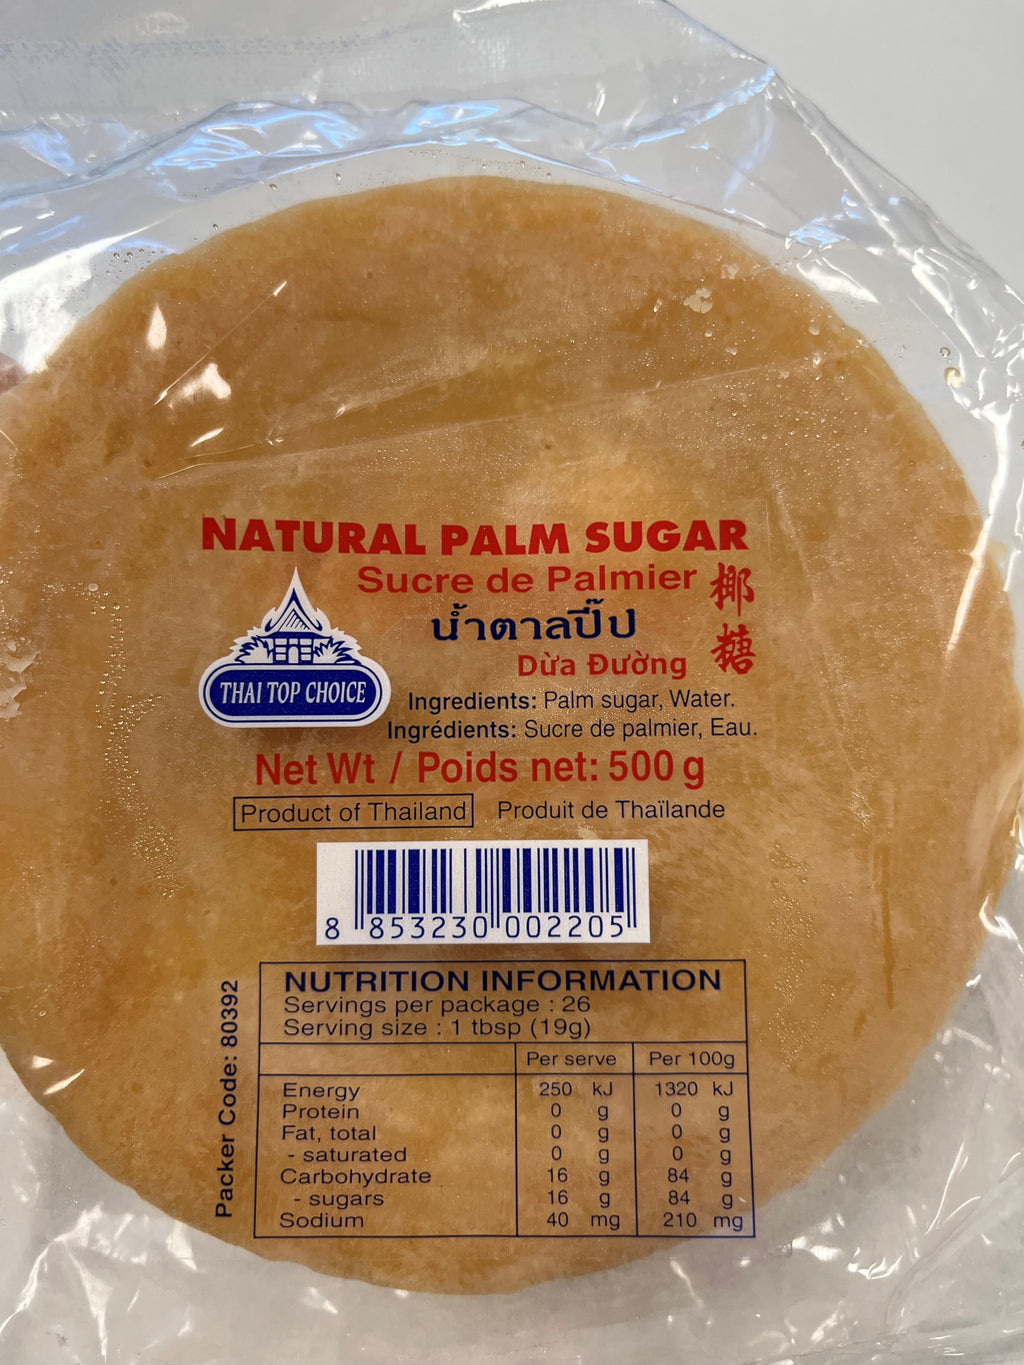 NATURAL PALM SUGAR
Sucre de Palmier
椰糖
น้ำตาลปี๊ป
Dừa Đường
THAI TOP CHOICE
Ingredients: Palm sugar, Water.
Ingrédients: Sucre de palmier, Eau.
Net Wt / Poids net: 500 g
Product of Thailand Produit de Thaïlande
8 853230 002205
Packer Code: 80392
NUTRITION INFORMATION
Servings per package : 26
Serving size : 1 tbsp (19g)
Per serve Per 100g
Energy 250 kJ 1320 kJ
Protein 0 g 0 g
Fat, total 0 g 0 g
- saturated 0 g 0 g
Carbohydrate 16 g 84 g
- sugars 16 g 84 g
Sodium 40 mg 210 mg